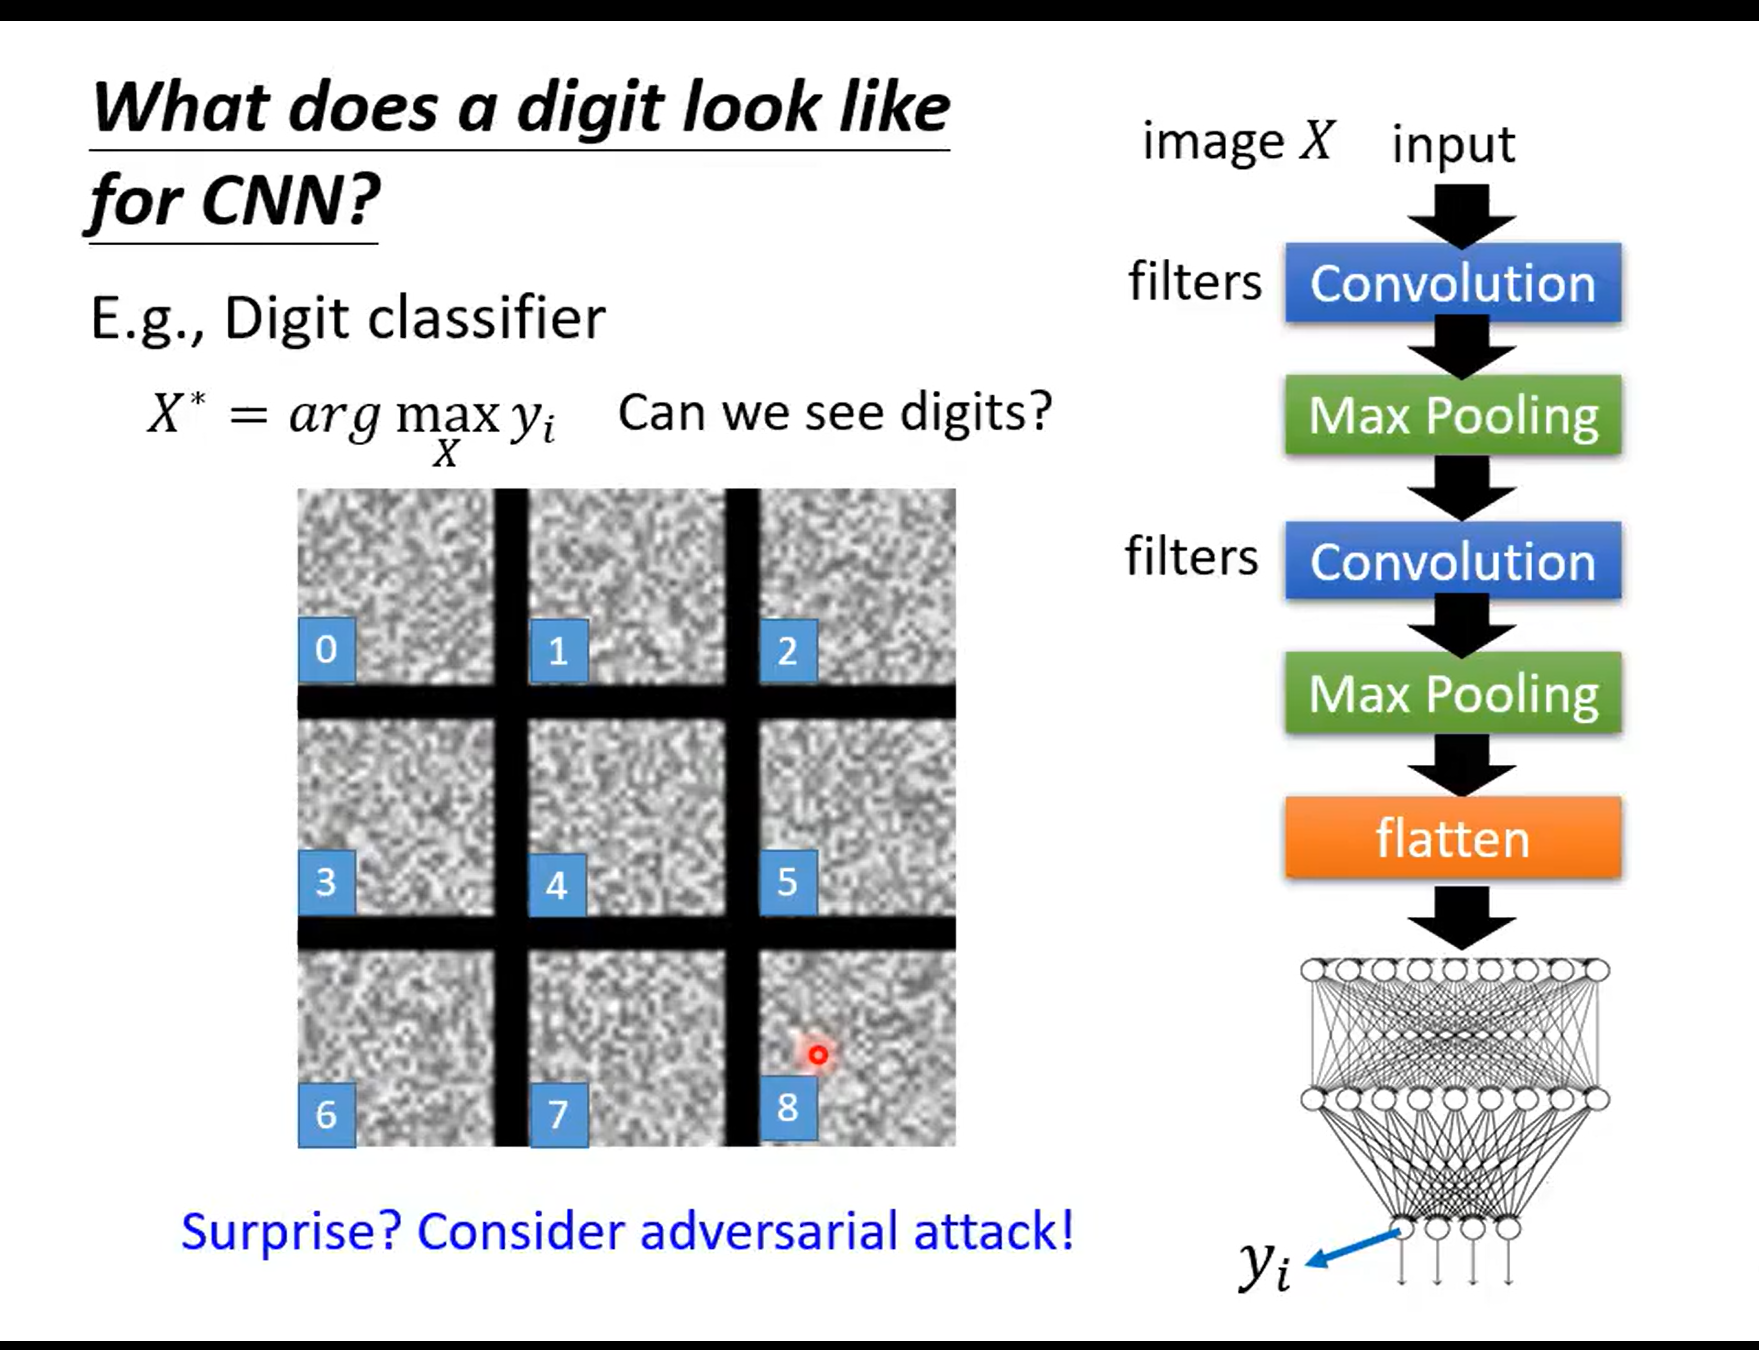 What does a digit look like
for CNN?
E.g., Digit classifier
X* = arg max y_i Can we see digits?
X
0 1 2
3 4 5
6 7 8
Surprise? Consider adversarial attack!
image X input
filters Convolution
Max Pooling
filters Convolution
Max Pooling
flatten
y_i